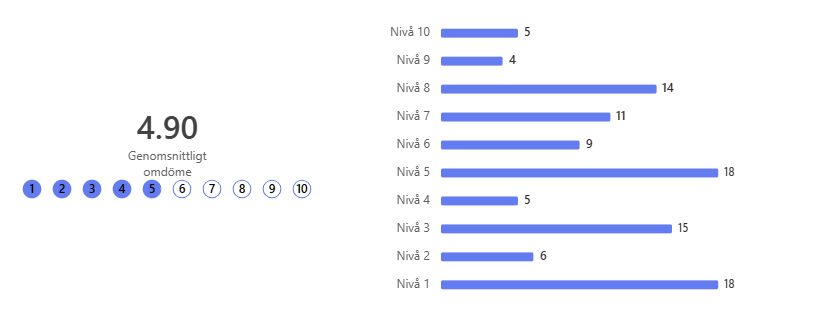 4.90
Genomsnittligt
omdöme
1 2 3 4 5 6 7 8 9 10
Nivå 10 5
Nivå 9 4
Nivå 8 14
Nivå 7 11
Nivå 6 9
Nivå 5 18
Nivå 4 5
Nivå 3 15
Nivå 2 6
Nivå 1 18